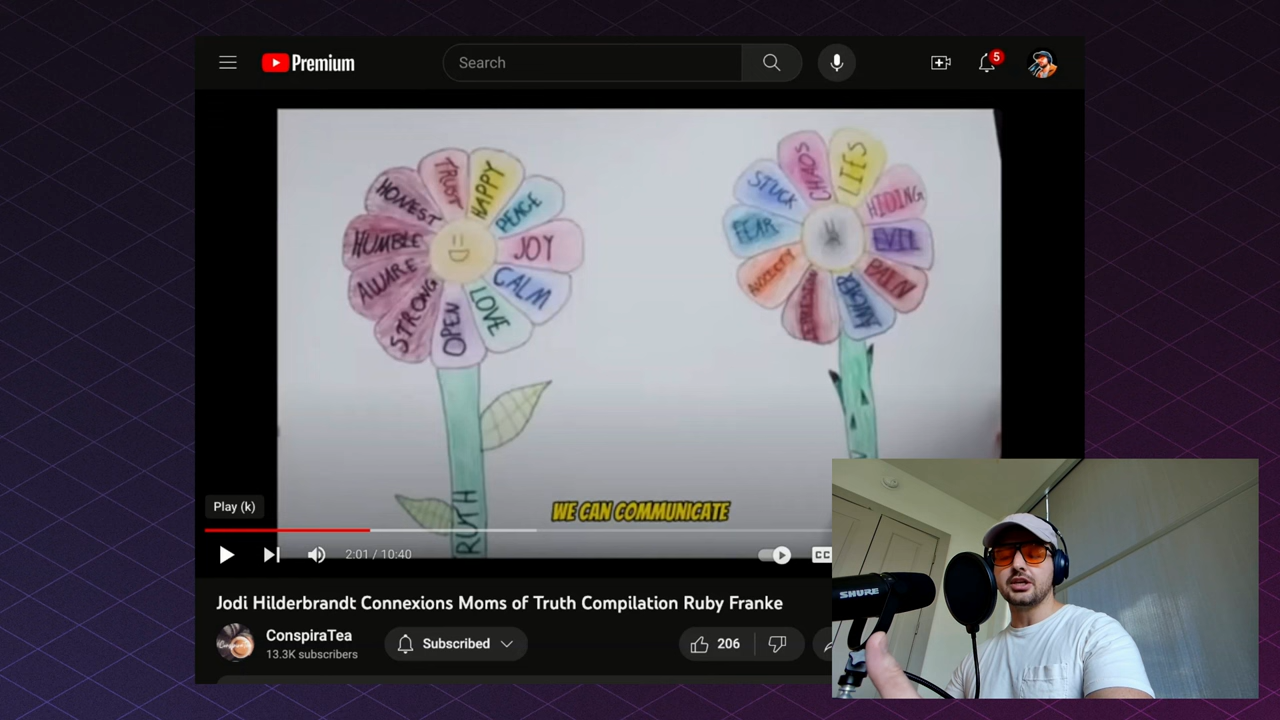 Premium
Search
5
TRUST
HAPPY
HONEST
PEACE
HUMBLE
JOY
AWARE
CALM
STRONG
OPEN
LOVE
RUTH
CHAOS
LIES
STUCK
HIDING
FEAR
EVIL
ANXIETY
PAIN
ANGER
WE CAN COMMUNICATE
Play (k)
2:01 / 10:40
CC
SHURE
Jodi Hilderbrandt Connexions Moms of Truth Compilation Ruby Franke
ConspiraTea
13.3K subscribers
Subscribed
206